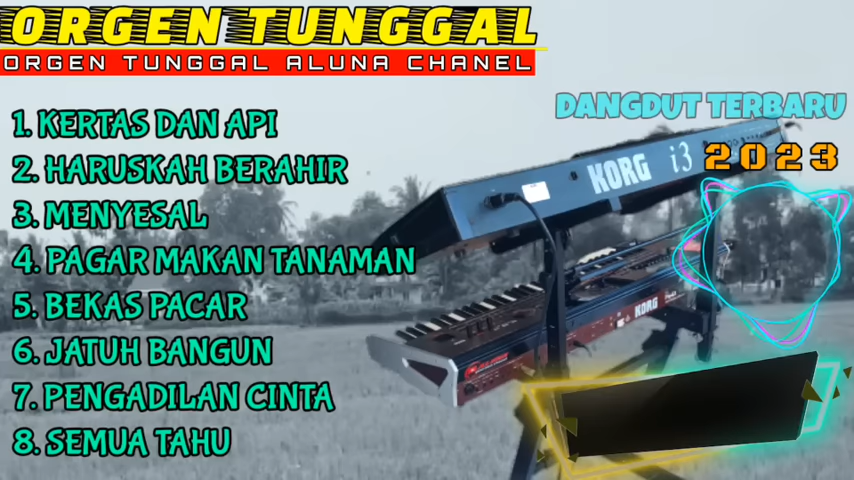 ORGEN TUNGGAL
ORGEN TUNGGAL ALUNA CHANEL
DANGDUT TERBARU
2023
1. KERTAS DAN API
2. HARUSKAH BERAHIR
3. MENYESAL
4. PAGAR MAKAN TANAMAN
5. BEKAS PACAR
6. JATUH BANGUN
7. PENGADILAN CINTA
8. SEMUA TAHU
KORG i3
KORG